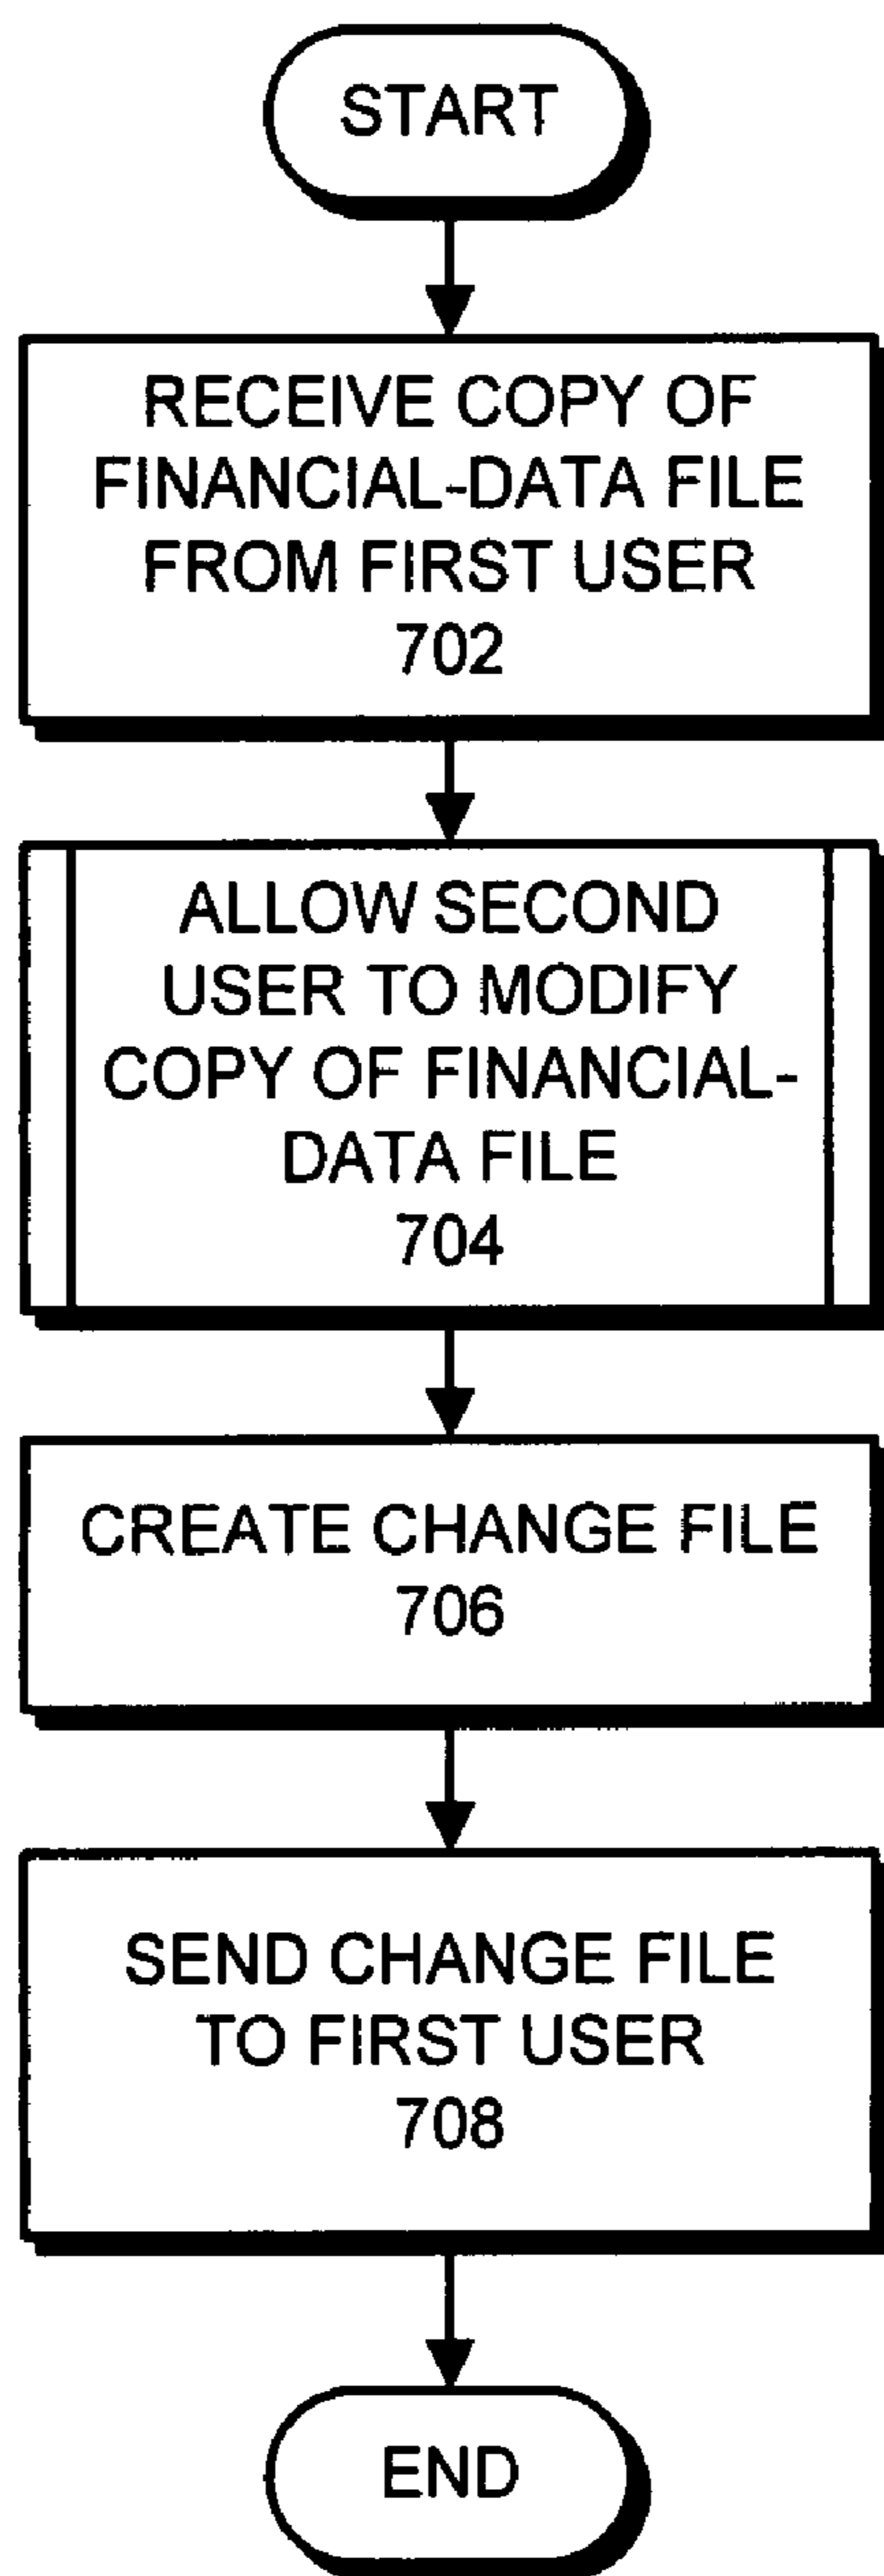 START
RECEIVE COPY OF
FINANCIAL-DATA FILE
FROM FIRST USER
702
ALLOW SECOND
USER TO MODIFY
COPY OF FINANCIAL-
DATA FILE
704
CREATE CHANGE FILE
706
SEND CHANGE FILE
TO FIRST USER
708
END